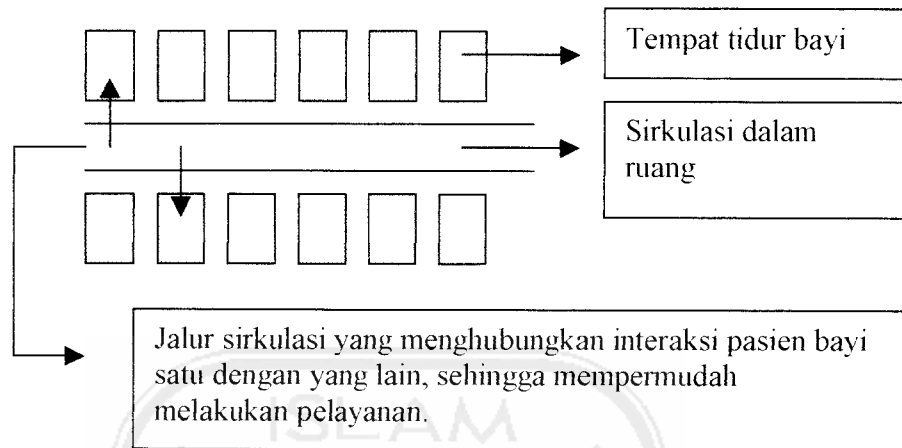 Tempat tidur bayi
Sirkulasi dalam
ruang
Jalur sirkulasi yang menghubungkan interaksi pasien bayi
satu dengan yang lain, sehingga mempermudah
melakukan pelayanan.
ISLAM